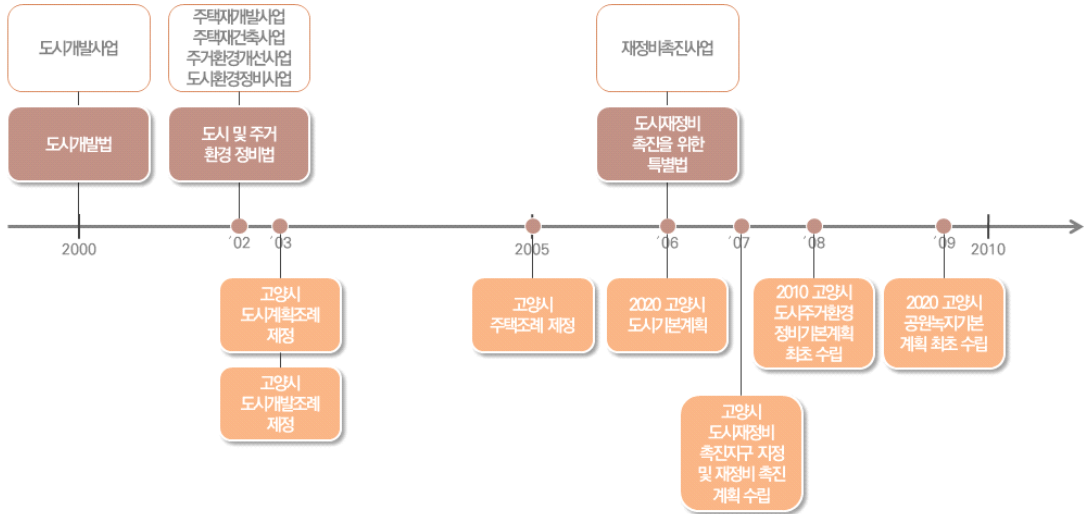 도시개발사업
주택재개발사업
주택재건축사업
주거환경개선사업
도시환경정비사업
재정비촉진사업
도시개발법
도시 및 주거
환경 정비법
도시재정비
촉진을 위한
특별법
2000
´02
´03
2005
´06
´07
´08
´09
2010
고양시
도시계획조례
제정
고양시
도시개발조례
제정
고양시
주택조례 제정
2020 고양시
도시기본계획
고양시
도시재정비
촉진지구 지정
및 재정비 촉진
계획 수립
2010 고양시
도시주거환경
정비기본계획
최초 수립
2020 고양시
공원녹지기본
계획 최초 수립